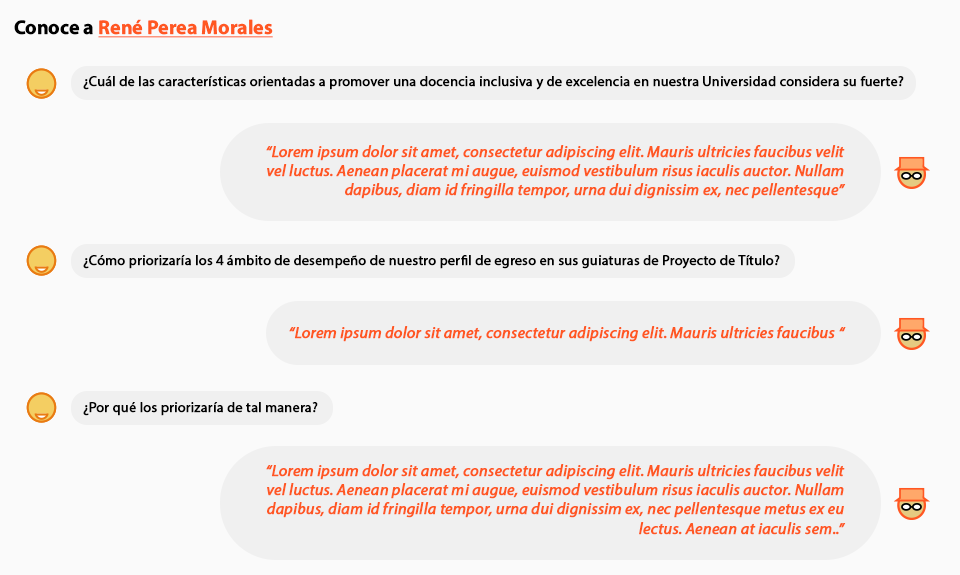 Conoce a René Perea Morales
¿Cuál de las características orientadas a promover una docencia inclusiva y de excelencia en nuestra Universidad considera su fuerte?
“Lorem ipsum dolor sit amet, consectetur adipiscing elit. Mauris ultricies faucibus velit
vel luctus. Aenean placerat mi augue, euismod vestibulum risus iaculis auctor. Nullam
dapibus, diam id fringilla tempor, urna dui dignissim ex, nec pellentesque”
¿Cómo priorizaría los 4 ámbito de desempeño de nuestro perfil de egreso en sus guiaturas de Proyecto de Título?
“Lorem ipsum dolor sit amet, consectetur adipiscing elit. Mauris ultricies faucibus “
¿Por qué los priorizaría de tal manera?
“Lorem ipsum dolor sit amet, consectetur adipiscing elit. Mauris ultricies faucibus velit
vel luctus. Aenean placerat mi augue, euismod vestibulum risus iaculis auctor. Nullam
dapibus, diam id fringilla tempor, urna dui dignissim ex, nec pellentesque metus ex eu
lectus. Aenean at iaculis sem..”